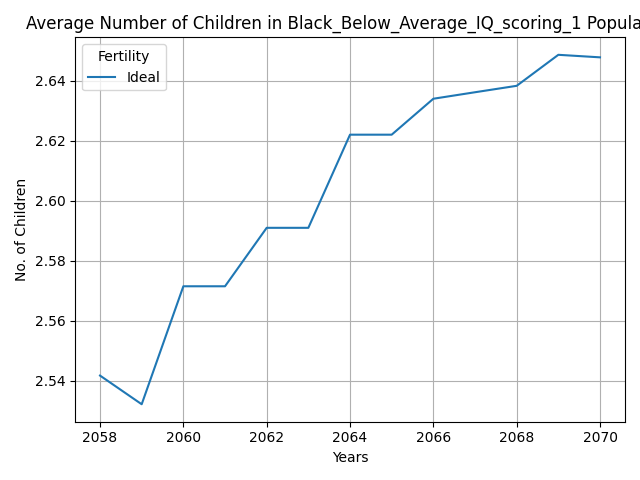 Average Number of Children in Black_Below_Average_IQ_scoring_1 Popula
Fertility
Ideal
2.64
2.62
2.60
2.58
2.56
2.54
No. of Children
2058 2060 2062 2064 2066 2068 2070
Years